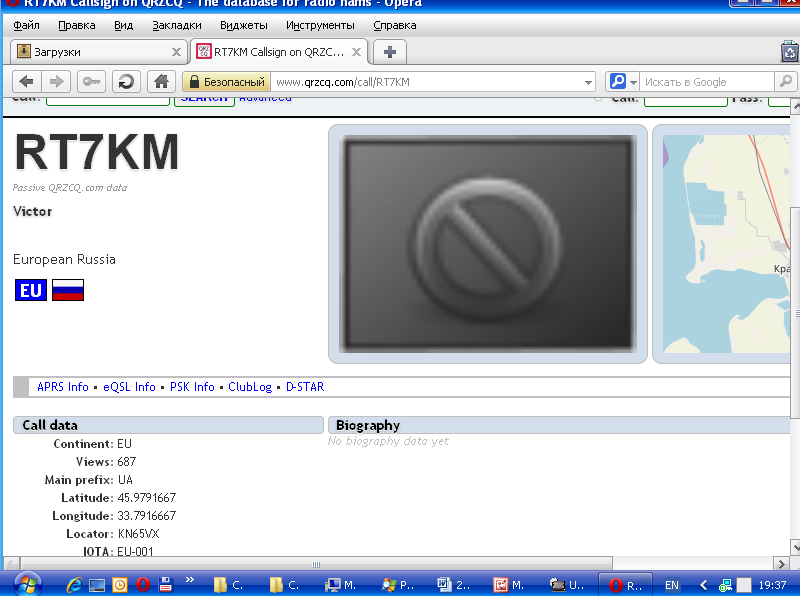 RT7KM Callsign on QRZCQ - The database for radio hams - Opera
Файл Правка Вид Закладки Виджеты Инструменты Справка
Загрузки
RT7KM Callsign on QRZC...
Безопасный www.qrzcq.com/call/RT7KM Искать в Google
Call: SEARCH Advanced Call: Pass:
RT7KM
Passive QRZCQ.com data
Victor
European Russia
EU
Кра
APRS Info • eQSL Info • PSK Info • ClubLog • D-STAR
Call data
Continent: EU
Views: 687
Main prefix: UA
Latitude: 45.9791667
Longitude: 33.7916667
Locator: KN65VX
IOTA: EU-001
Biography
No biography data yet
C. C. M. P.. 2.. M. U.. R.. EN 19:37